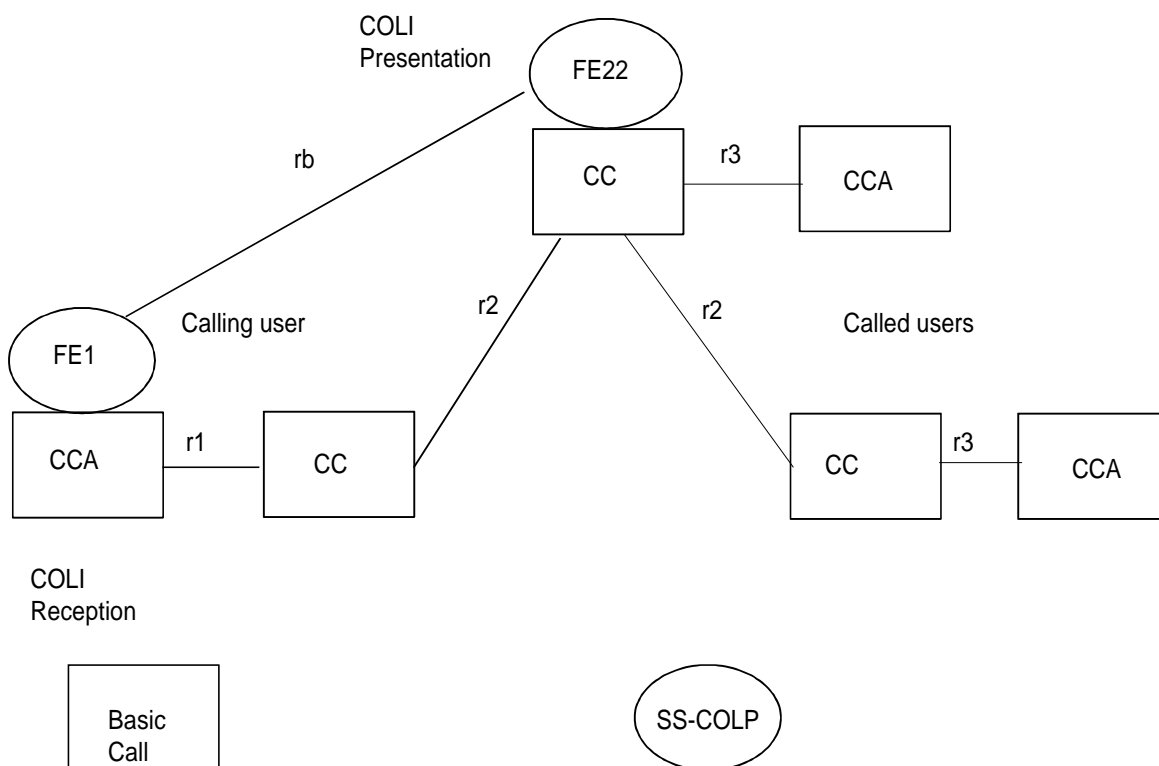 COLI
Presentation
FE22
rb
CC
r3
CCA
Calling user
r2
r2
Called users
FE1
CCA
r1
CC
CC
r3
CCA
COLI
Reception
Basic
Call
SS-COLP